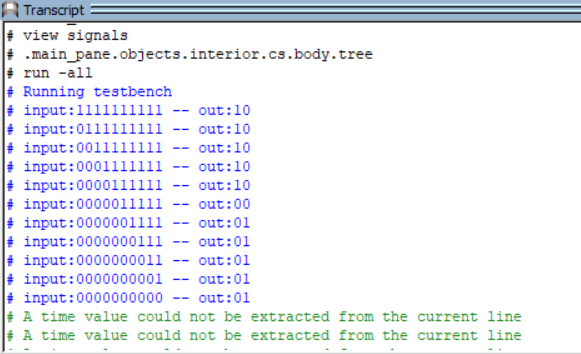 Transcript
# view signals
# .main_pane.objects.interior.cs.body.tree
# run -all
# Running testbench
# input:1111111111 -- out:10
# input:0111111111 -- out:10
# input:0011111111 -- out:10
# input:0001111111 -- out:10
# input:0000111111 -- out:10
# input:0000011111 -- out:00
# input:0000001111 -- out:01
# input:0000000111 -- out:01
# input:0000000011 -- out:01
# input:0000000001 -- out:01
# input:0000000000 -- out:01
# A time value could not be extracted from the current line
# A time value could not be extracted from the current line